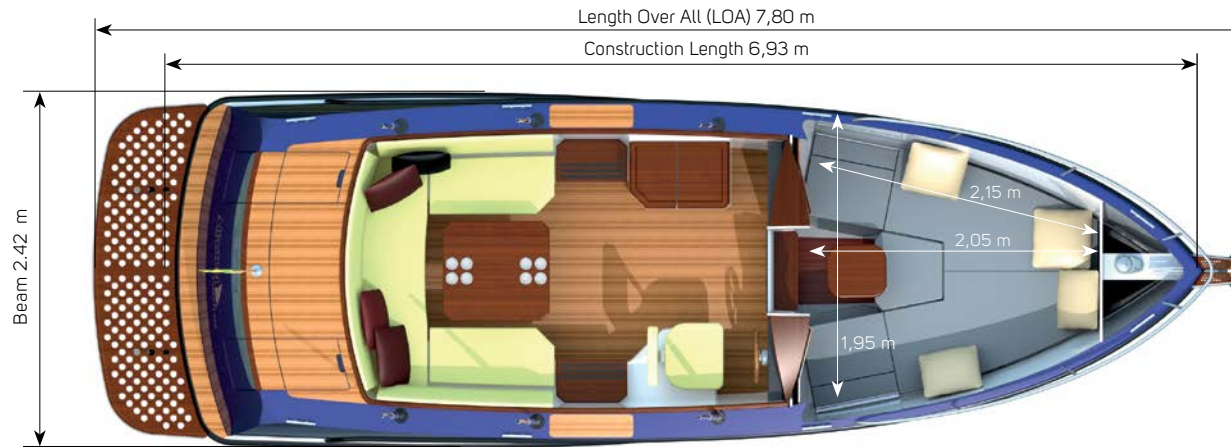 Length Over All (LOA) 7,80 m
Construction Length 6,93 m
Beam 2.42 m
2,15 m
2,05 m
1,95 m